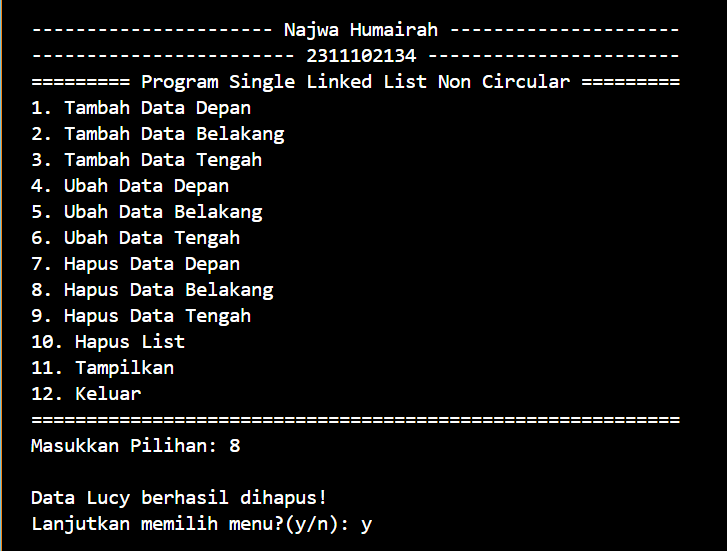 ---------------------- Najwa Humairah ---------------------
------------------------ 2311102134 -----------------------
========= Program Single Linked List Non Circular =========
1. Tambah Data Depan
2. Tambah Data Belakang
3. Tambah Data Tengah
4. Ubah Data Depan
5. Ubah Data Belakang
6. Ubah Data Tengah
7. Hapus Data Depan
8. Hapus Data Belakang
9. Hapus Data Tengah
10. Hapus List
11. Tampilkan
12. Keluar
===========================================================
Masukkan Pilihan: 8
Data Lucy berhasil dihapus!
Lanjutkan memilih menu?(y/n): y